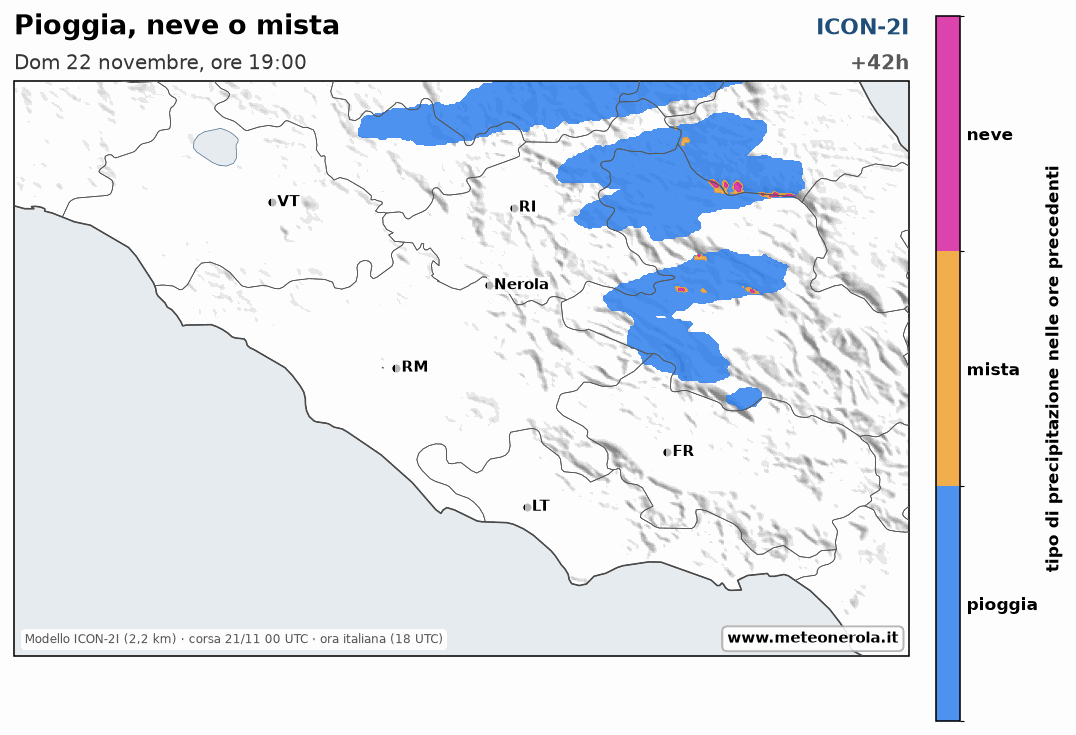 Pioggia, neve o mista
ICON-2I
Dom 22 novembre, ore 19:00
+42h
neve
mista
pioggia
tipo di precipitazione nelle ore precedenti
VT
RI
Nerola
RM
FR
LT
Modello ICON-2I (2,2 km) · corsa 21/11 00 UTC · ora italiana (18 UTC)
www.meteonerola.it